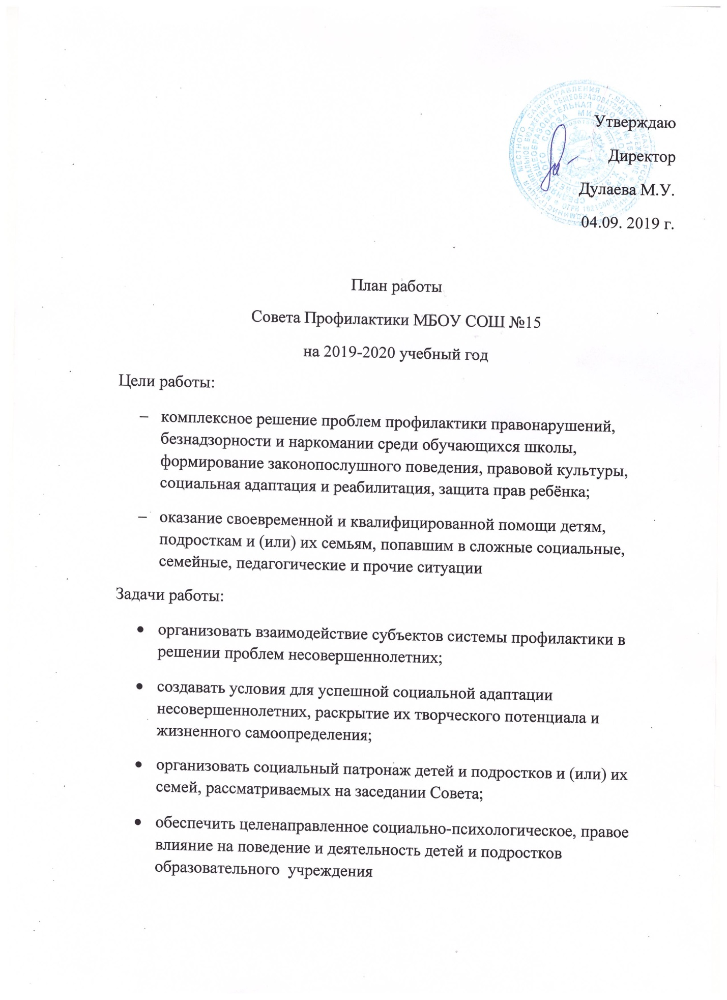 Утверждаю
Директор
Дулаева М.У.
04.09. 2019 г.
План работы
Совета Профилактики МБОУ СОШ №15
на 2019-2020 учебный год
Цели работы:
– комплексное решение проблем профилактики правонарушений,
безнадзорности и наркомании среди обучающихся школы,
формирование законопослушного поведения, правовой культуры,
социальная адаптация и реабилитация, защита прав ребёнка;
– оказание своевременной и квалифицированной помощи детям,
подросткам и (или) их семьям, попавшим в сложные социальные,
семейные, педагогические и прочие ситуации
Задачи работы:
• организовать взаимодействие субъектов системы профилактики в
решении проблем несовершеннолетних;
• создавать условия для успешной социальной адаптации
несовершеннолетних, раскрытие их творческого потенциала и
жизненного самоопределения;
• организовать социальный патронаж детей и подростков и (или) их
семей, рассматриваемых на заседании Совета;
• обеспечить целенаправленное социально-психологическое, правое
влияние на поведение и деятельность детей и подростков
образовательного учреждения